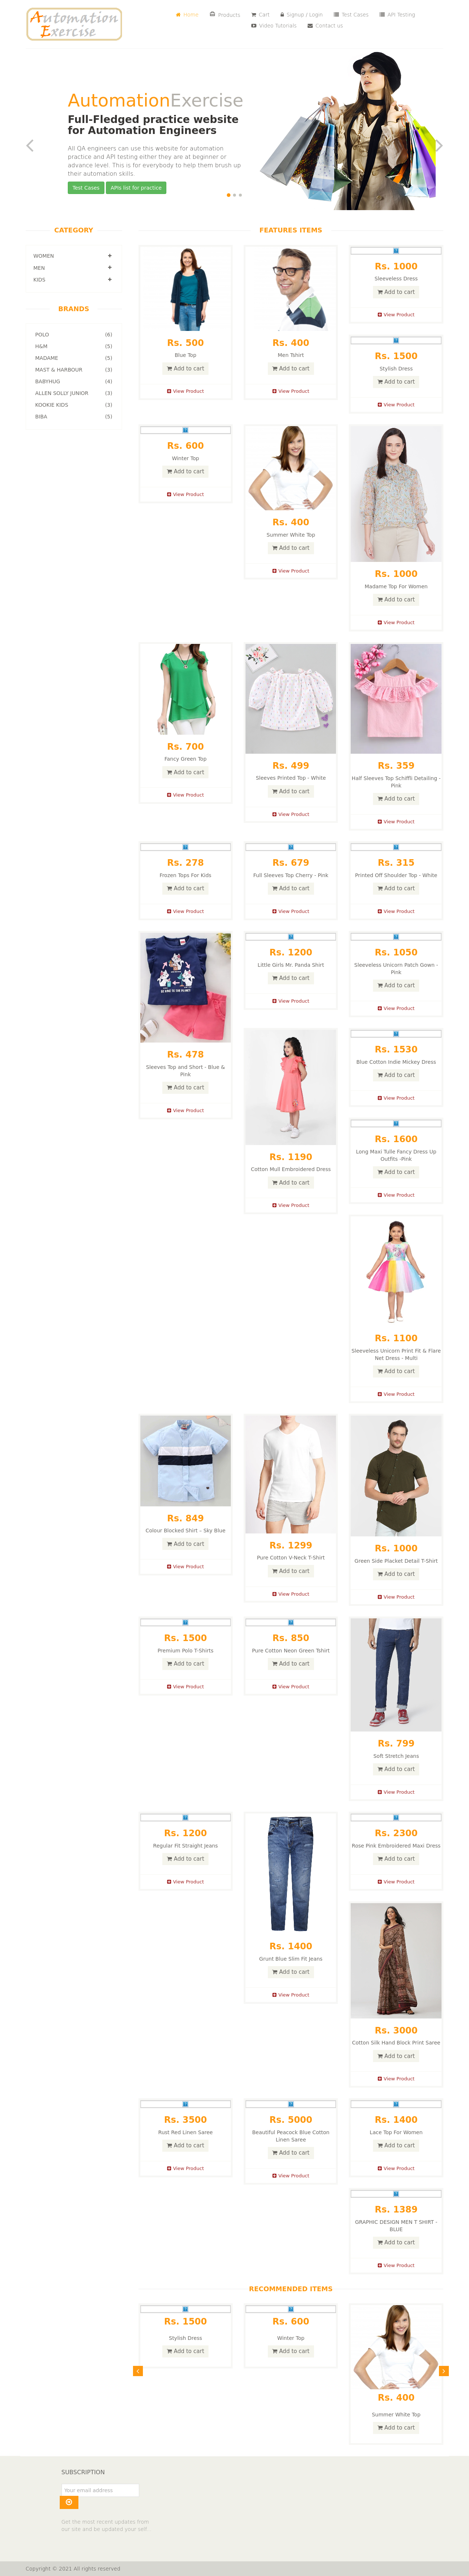 Automation
Exercise
Home
Products
Cart
Signup / Login
Test Cases
API Testing
Video Tutorials
Contact us
AutomationExercise
Full-Fledged practice website
for Automation Engineers
All QA engineers can use this website for automation
practice and API testing either they are at beginner or
advance level. This is for everybody to help them brush up
their automation skills.
Test Cases
APIs list for practice
CATEGORY
WOMEN
MEN
KIDS
BRANDS
POLO (6)
H&M (5)
MADAME (5)
MAST & HARBOUR (3)
BABYHUG (4)
ALLEN SOLLY JUNIOR (3)
KOOKIE KIDS (3)
BIBA (5)
FEATURES ITEMS
Rs. 500
Blue Top
Add to cart
View Product
Rs. 400
Men Tshirt
Add to cart
View Product
Rs. 1000
Sleeveless Dress
Add to cart
View Product
Rs. 1500
Stylish Dress
Add to cart
View Product
Rs. 600
Winter Top
Add to cart
View Product
Rs. 400
Summer White Top
Add to cart
View Product
Rs. 1000
Madame Top For Women
Add to cart
View Product
Rs. 700
Fancy Green Top
Add to cart
View Product
Rs. 499
Sleeves Printed Top - White
Add to cart
View Product
Rs. 359
Half Sleeves Top Schiffli Detailing -
Pink
Add to cart
View Product
Rs. 278
Frozen Tops For Kids
Add to cart
View Product
Rs. 679
Full Sleeves Top Cherry - Pink
Add to cart
View Product
Rs. 315
Printed Off Shoulder Top - White
Add to cart
View Product
Rs. 478
Sleeves Top and Short - Blue &
Pink
Add to cart
View Product
Rs. 1200
Little Girls Mr. Panda Shirt
Add to cart
View Product
Rs. 1050
Sleeveless Unicorn Patch Gown -
Pink
Add to cart
View Product
Rs. 1190
Cotton Mull Embroidered Dress
Add to cart
View Product
Rs. 1530
Blue Cotton Indie Mickey Dress
Add to cart
View Product
Rs. 1600
Long Maxi Tulle Fancy Dress Up
Outfits -Pink
Add to cart
View Product
Rs. 1100
Sleeveless Unicorn Print Fit & Flare
Net Dress - Multi
Add to cart
View Product
Rs. 849
Colour Blocked Shirt – Sky Blue
Add to cart
View Product
Rs. 1299
Pure Cotton V-Neck T-Shirt
Add to cart
View Product
Rs. 1000
Green Side Placket Detail T-Shirt
Add to cart
View Product
Rs. 1500
Premium Polo T-Shirts
Add to cart
View Product
Rs. 850
Pure Cotton Neon Green Tshirt
Add to cart
View Product
Rs. 799
Soft Stretch Jeans
Add to cart
View Product
Rs. 1200
Regular Fit Straight Jeans
Add to cart
View Product
Rs. 1400
Grunt Blue Slim Fit Jeans
Add to cart
View Product
Rs. 2300
Rose Pink Embroidered Maxi Dress
Add to cart
View Product
Rs. 3000
Cotton Silk Hand Block Print Saree
Add to cart
View Product
Rs. 3500
Rust Red Linen Saree
Add to cart
View Product
Rs. 5000
Beautiful Peacock Blue Cotton
Linen Saree
Add to cart
View Product
Rs. 1400
Lace Top For Women
Add to cart
View Product
Rs. 1389
GRAPHIC DESIGN MEN T SHIRT -
BLUE
Add to cart
View Product
RECOMMENDED ITEMS
Rs. 1500
Stylish Dress
Add to cart
Rs. 600
Winter Top
Add to cart
Rs. 400
Summer White Top
Add to cart
SUBSCRIPTION
Your email address
Get the most recent updates from
our site and be updated your self...
Copyright © 2021 All rights reserved